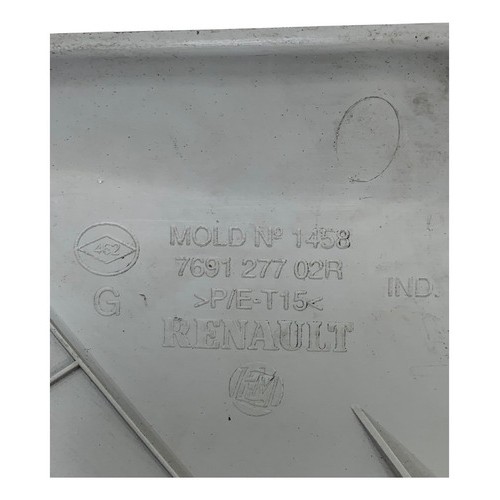 MOLD Nº 1458
462
7691 277 02R
G >P/E-T15< IND.
RENAULT